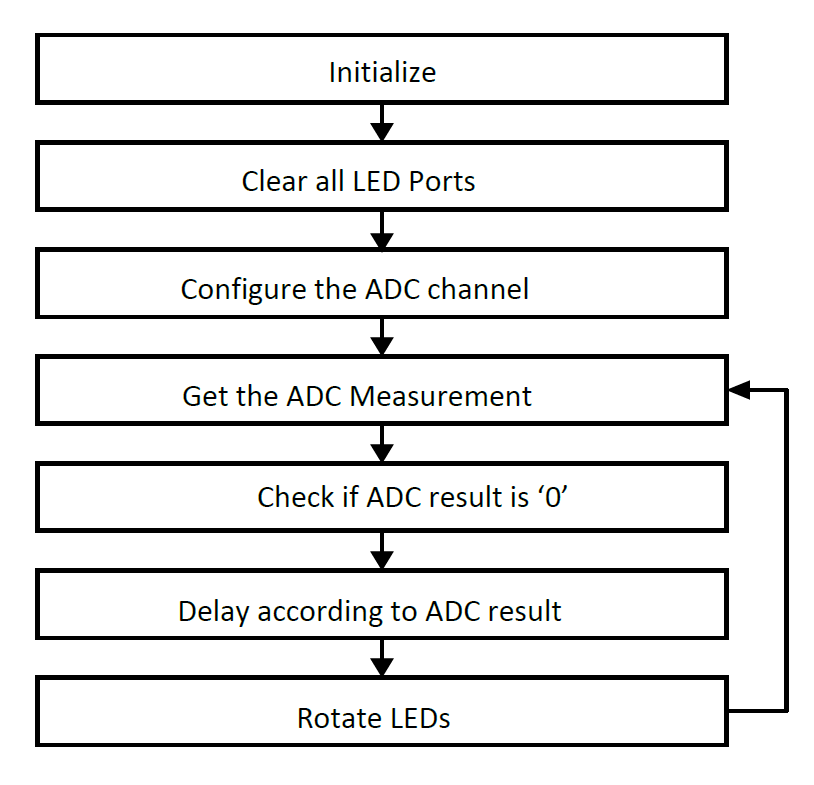 Initialize
Clear all LED Ports
Configure the ADC channel
Get the ADC Measurement
Check if ADC result is ‘0’
Delay according to ADC result
Rotate LEDs